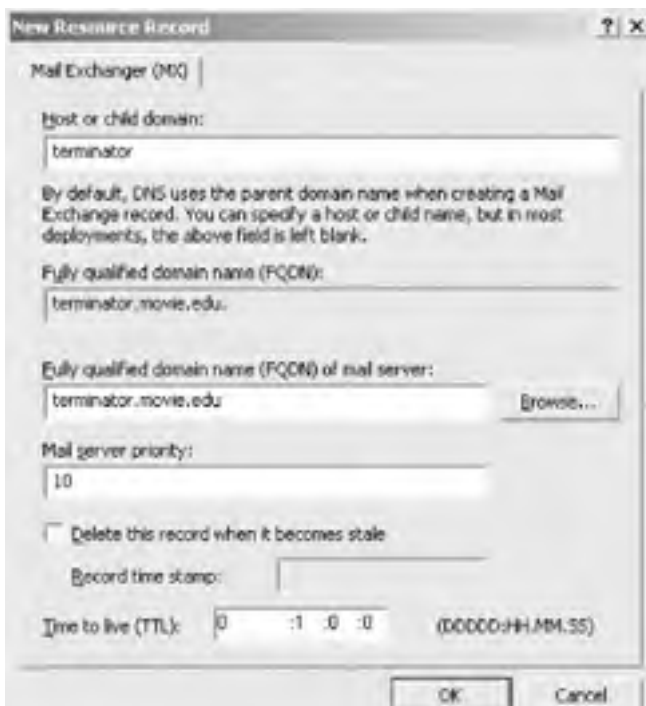 New Resource Record
? X
Mail Exchanger (MX)
Host or child domain:
terminator
By default, DNS uses the parent domain name when creating a Mail
Exchange record. You can specify a host or child name, but in most
deployments, the above field is left blank.
Fully qualified domain name (FQDN):
terminator.movie.edu.
Fully qualified domain name (FQDN) of mail server:
terminator.movie.edu
Browse...
Mail server priority:
10
Delete this record when it becomes stale
Record time stamp:
Time to live (TTL): 0 :1 :0 :0 (DDDDD:HH.MM.SS)
OK Cancel